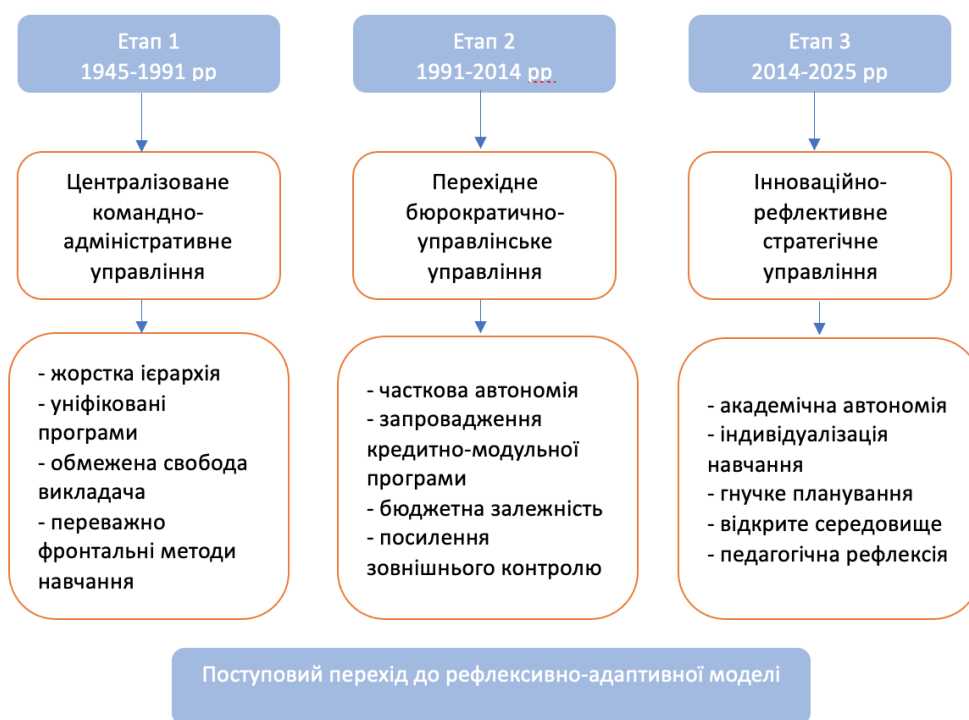 Етап 1
1945-1991 рр
Етап 2
1991-2014 рр
Етап 3
2014-2025 рр
Централізоване
командно-
адміністративне
управління
Перехідне
бюрократично-
управлінське
управління
Інноваційно-
рефлективне
стратегічне
управління
- жорстка ієрархія
- уніфіковані
програми
- обмежена свобода
викладача
- переважно
фронтальні методи
навчання
- часткова автономія
- запровадження
кредитно-модульної
програми
- бюджетна залежність
- посилення
зовнішнього контролю
- академічна автономія
- індивідуалізація
навчання
- гнучке планування
- відкрите середовище
- педагогічна рефлексія
Поступовий перехід до рефлексивно-адаптивної моделі